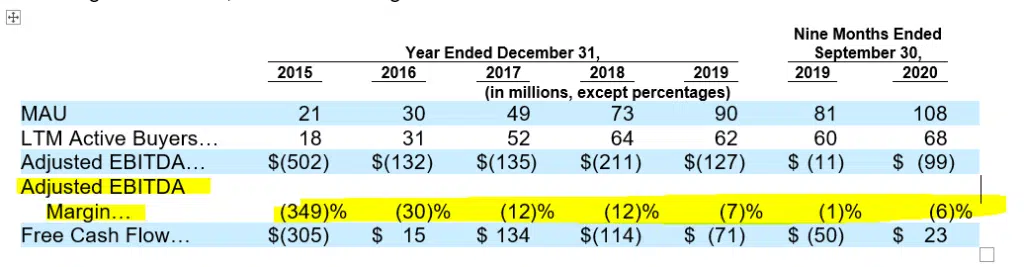 Nine Months Ended
Year Ended December 31, September 30,
2015 2016 2017 2018 2019 2019 2020
(in millions, except percentages)
MAU 21 30 49 73 90 81 108
LTM Active Buyers... 18 31 52 64 62 60 68
Adjusted EBITDA... $(502) $(132) $(135) $(211) $(127) $ (11) $ (99)
Adjusted EBITDA
Margin... (349)% (30)% (12)% (12)% (7)% (1)% (6)%
Free Cash Flow... $(305) $ 15 $ 134 $(114) $ (71) $ (50) $ 23